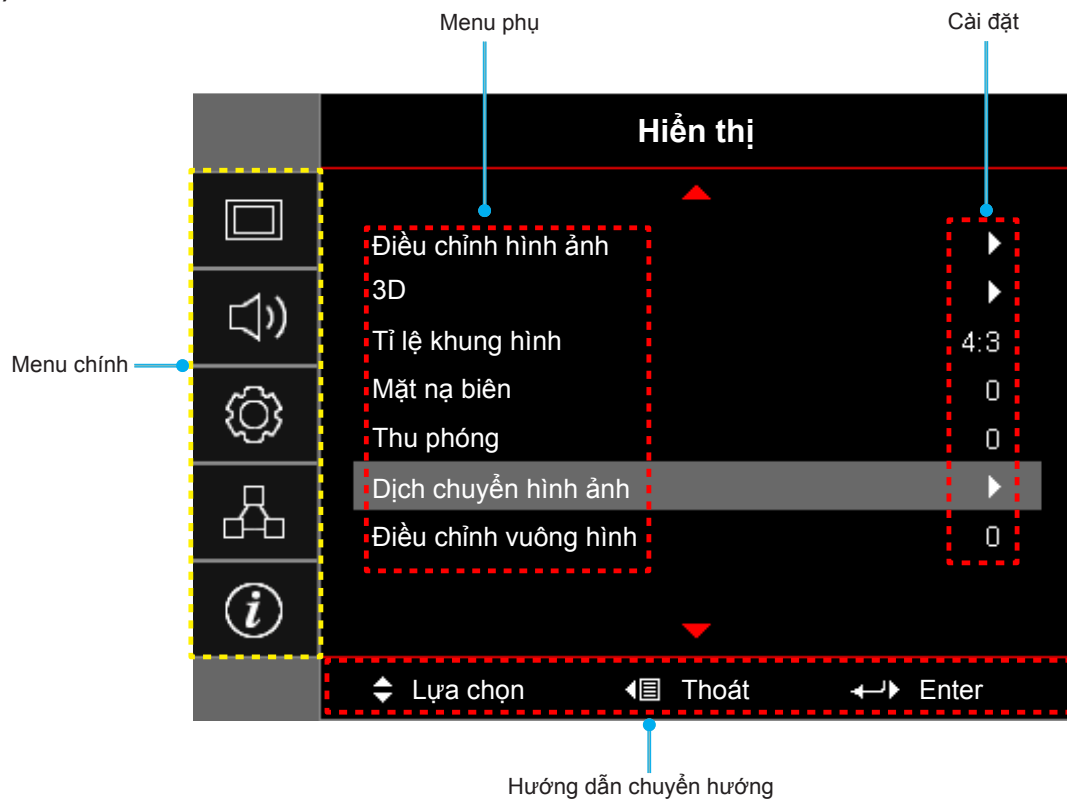 Menu phụ
Cài đặt
Hiển thị
Điều chỉnh hình ảnh
3D
Tỉ lệ khung hình 4:3
Mặt nạ biên 0
Thu phóng 0
Dịch chuyển hình ảnh
Điều chỉnh vuông hình 0
Menu chính
Lựa chọn Thoát Enter
Hướng dẫn chuyển hướng